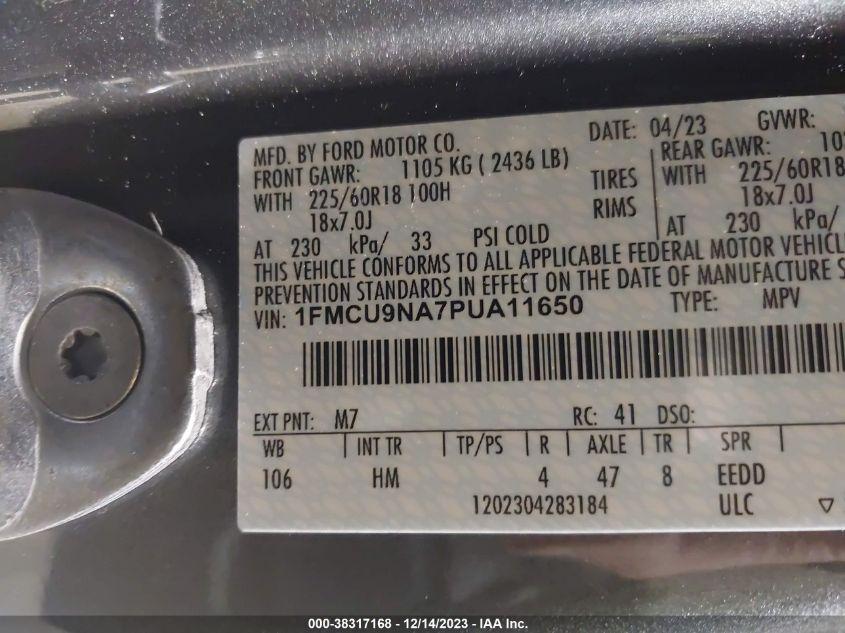 MFD. BY FORD MOTOR CO.
DATE: 04/23 GVWR:
FRONT GAWR: 1105 KG ( 2436 LB)
REAR GAWR:
WITH 225/60R18 100H TIRES WITH 225/60R18
18x7.0J RIMS 18x7.0J
AT 230 kPa/ 33 PSI COLD AT 230 kPa/
THIS VEHICLE CONFORMS TO ALL APPLICABLE FEDERAL MOTOR VEHICLE
PREVENTION STANDARDS IN EFFECT ON THE DATE OF MANUFACTURE
VIN: 1FMCU9NA7PUA11650 TYPE: MPV
EXT PNT: M7 RC: 41 DSO:
WB INT TR TP/PS R AXLE TR SPR
106 HM 4 47 8 EEDD
1202304283184 ULC
000-38317168 - 12/14/2023 - IAA Inc.